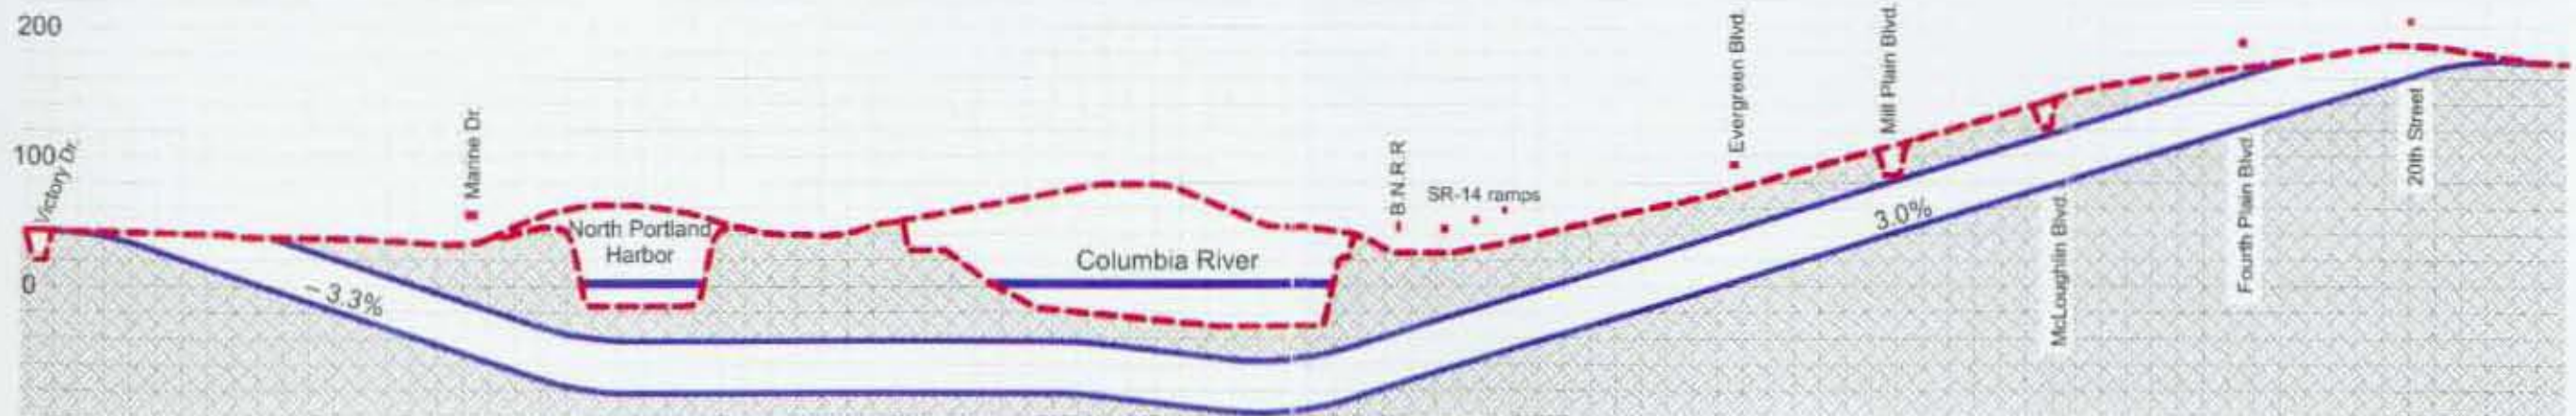 200
100
0
Victory Dr.
Marine Dr.
North Portland
Harbor
Columbia River
B.N.R.R
SR-14 ramps
Evergreen Blvd.
Mill Plain Blvd.
McLoughlin Blvd.
Fourth Plain Blvd.
20th Street
– 3.3%
3.0%